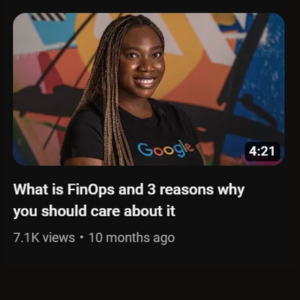 Google
4:21
What is FinOps and 3 reasons why
you should care about it
7.1K views • 10 months ago